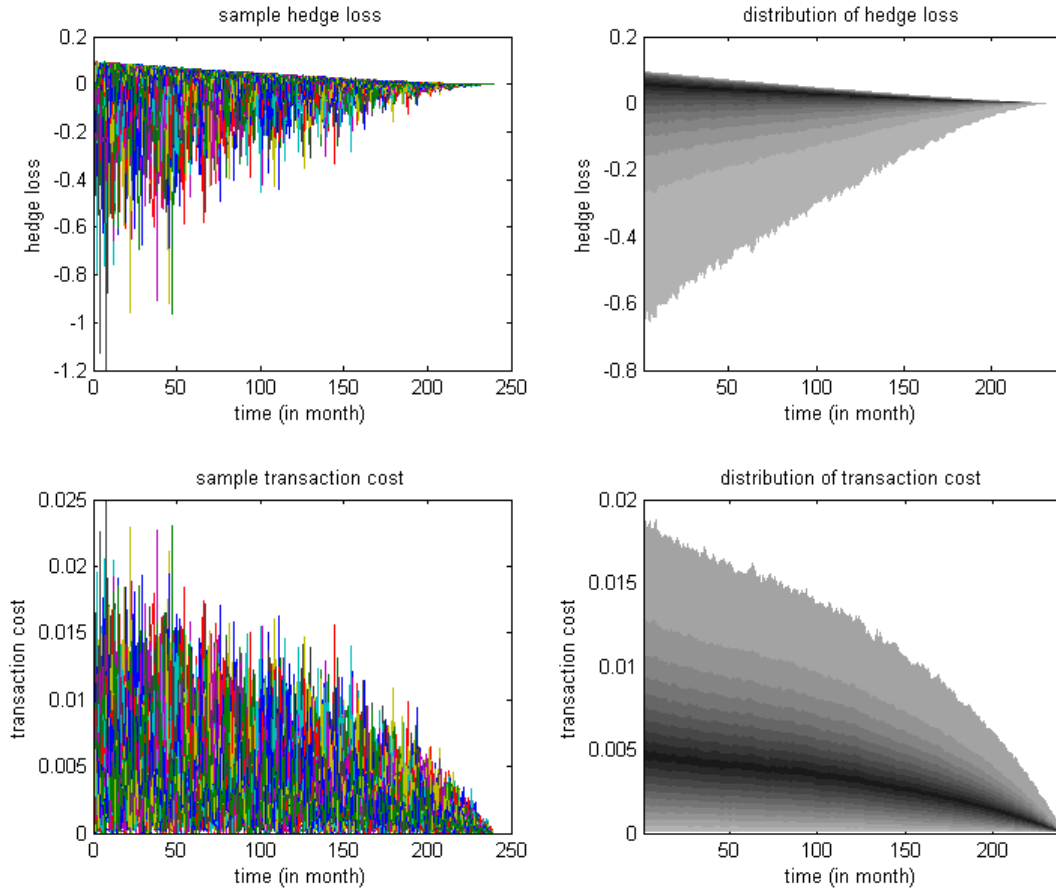 sample hedge loss
distribution of hedge loss
0.2
0
-0.2
-0.4
-0.6
-0.8
-1
-1.2
hedge loss
0 50 100 150 200 250
time (in month)
0.2
0
-0.2
-0.4
-0.6
-0.8
hedge loss
50 100 150 200
time (in month)
sample transaction cost
distribution of transaction cost
0.025
0.02
0.015
0.01
0.005
0
transaction cost
0 50 100 150 200 250
time (in month)
0.02
0.015
0.01
0.005
0
transaction cost
50 100 150 200
time (in month)